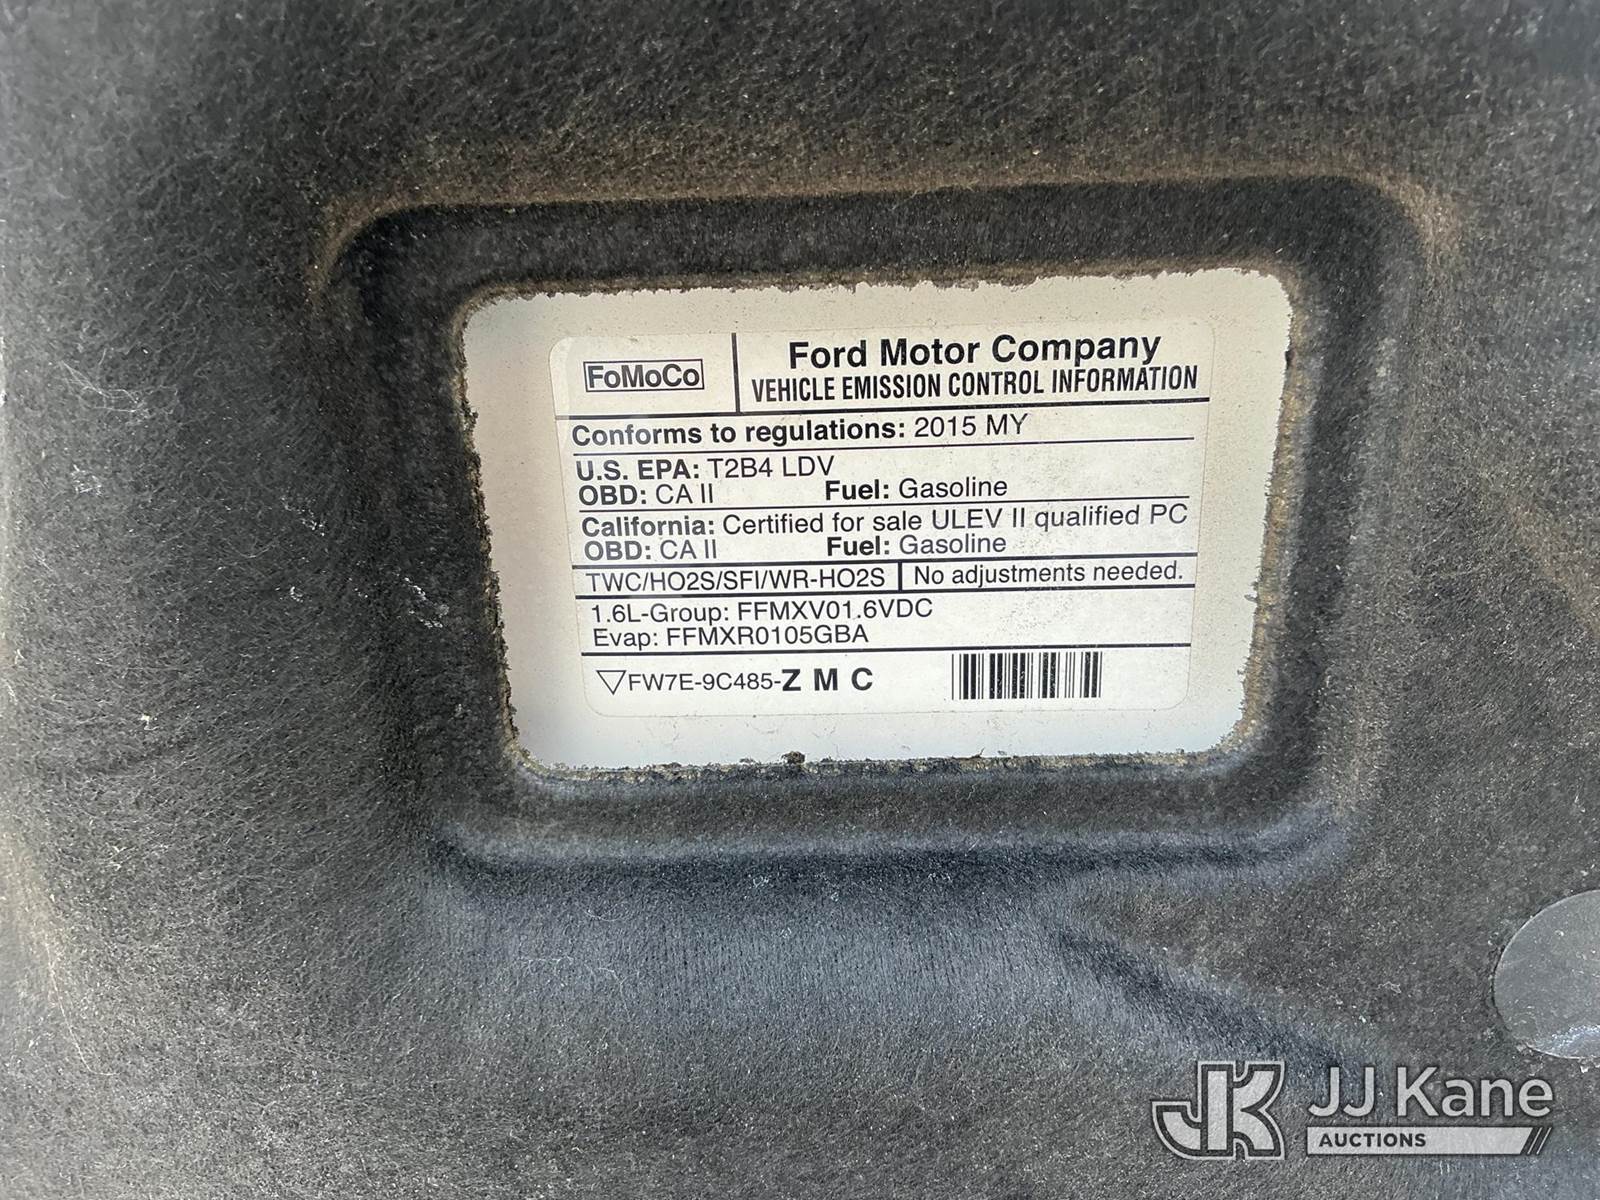 FoMoCo
Ford Motor Company
VEHICLE EMISSION CONTROL INFORMATION
Conforms to regulations: 2015 MY
U.S. EPA: T2B4 LDV
OBD: CA II Fuel: Gasoline
California: Certified for sale ULEV II qualified PC
OBD: CA II Fuel: Gasoline
TWC/HO2S/SFI/WR-HO2S No adjustments needed.
1.6L-Group: FFMXV01.6VDC
Evap: FFMXR0105GBA
FW7E-9C485-Z M C
JK JJ Kane
AUCTIONS